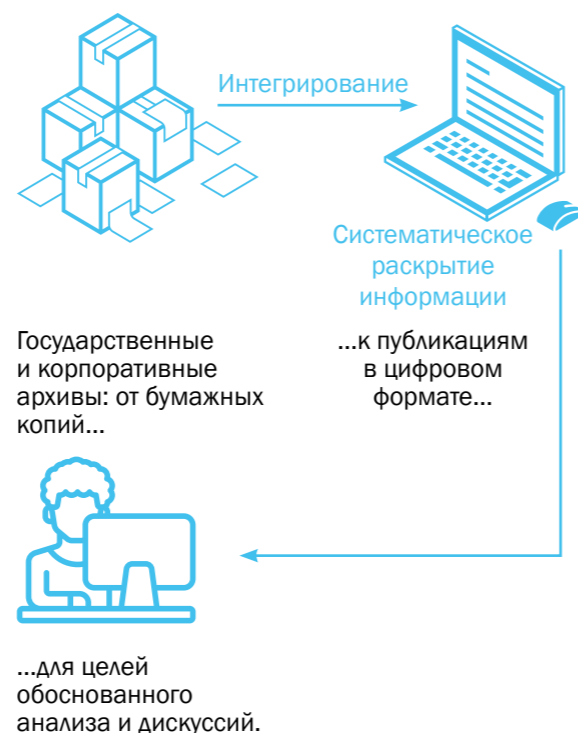 Интегрирование
Систематическое
раскрытие
информации
Государственные
и корпоративные
архивы: от бумажных
копий...
...к публикациям
в цифровом
формате...
...для целей
обоснованного
анализа и дискуссий.